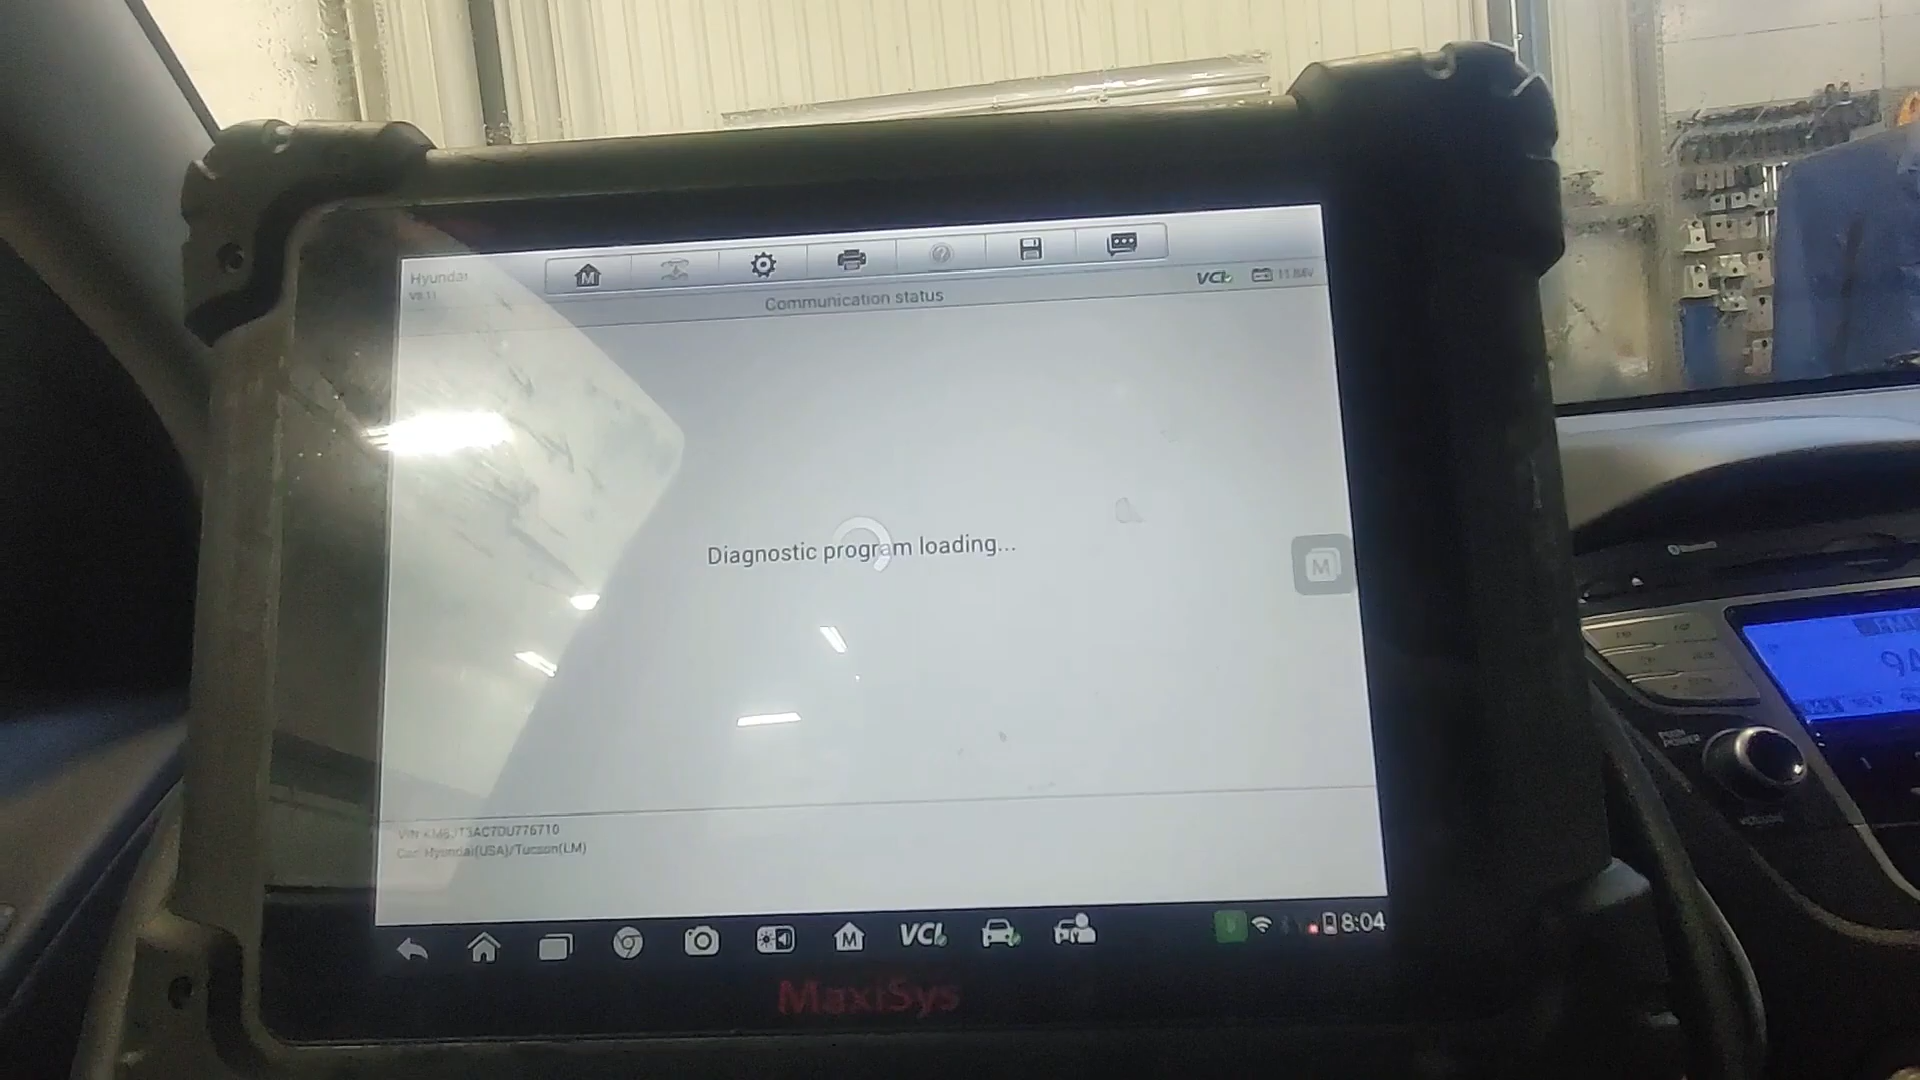 Hyundai
Communication status
VCI
Diagnostic program loading...
M
Car: Hyundai(USA)/Tucson(LM)
M
VCI
8:04
MaxiSys